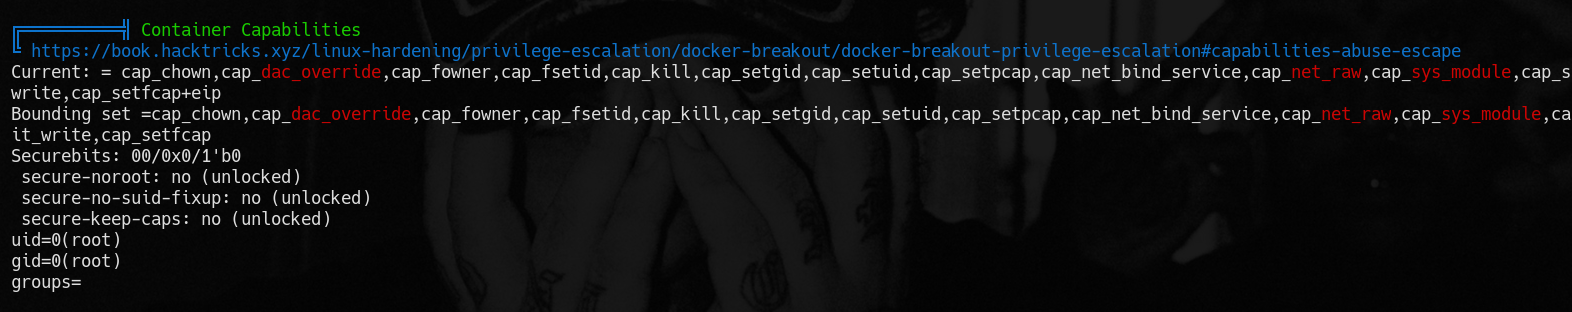 Container Capabilities
https://book.hacktricks.xyz/linux-hardening/privilege-escalation/docker-breakout/docker-breakout-privilege-escalation#capabilities-abuse-escape
Current: = cap_chown,cap_dac_override,cap_fowner,cap_fsetid,cap_kill,cap_setgid,cap_setuid,cap_setpcap,cap_net_bind_service,cap_net_raw,cap_sys_module,cap_s
write,cap_setfcap+eip
Bounding set =cap_chown,cap_dac_override,cap_fowner,cap_fsetid,cap_kill,cap_setgid,cap_setuid,cap_setpcap,cap_net_bind_service,cap_net_raw,cap_sys_module,ca
it_write,cap_setfcap
Securebits: 00/0x0/1'b0
secure-noroot: no (unlocked)
secure-no-suid-fixup: no (unlocked)
secure-keep-caps: no (unlocked)
uid=0(root)
gid=0(root)
groups=